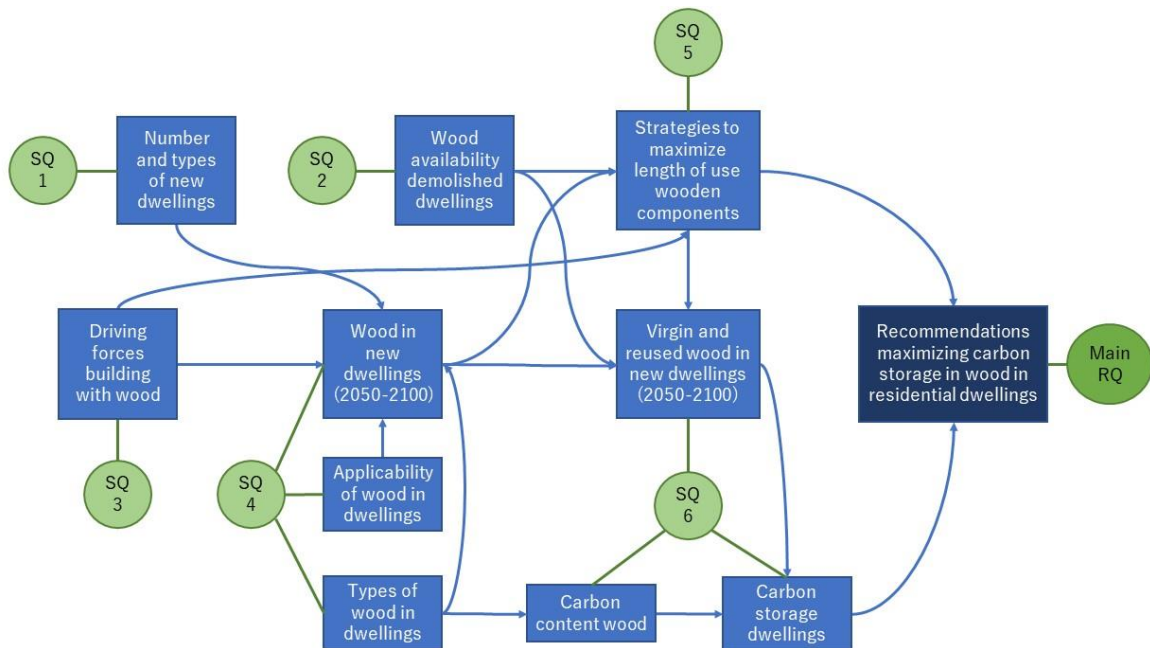 SQ
5
SQ
1
Number
and types
of new
dwellings
SQ
2
Wood
availability
demolished
dwellings
Strategies to
maximize
length of use
wooden
components
Driving
forces
building
with wood
Wood in
new
dwellings
(2050-2100)
Virgin and
reused wood in
new dwellings
(2050-2100)
Recommendations
maximizing carbon
storage in wood in
residential dwellings
Main
RQ
SQ
3
SQ
4
Applicability
of wood in
dwellings
SQ
6
Types of
wood in
dwellings
Carbon
content wood
Carbon
storage
dwellings